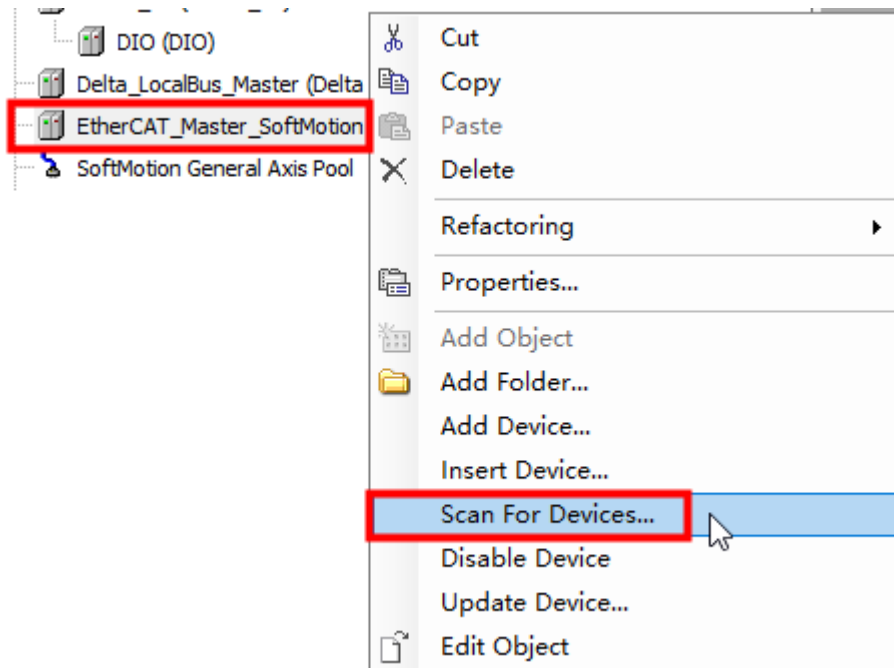 DIO (DIO)
Delta_LocalBus_Master (Delta
EtherCAT_Master_SoftMotion
SoftMotion General Axis Pool
Cut
Copy
Paste
Delete
Refactoring
Properties...
Add Object
Add Folder...
Add Device...
Insert Device...
Scan For Devices...
Disable Device
Update Device...
Edit Object